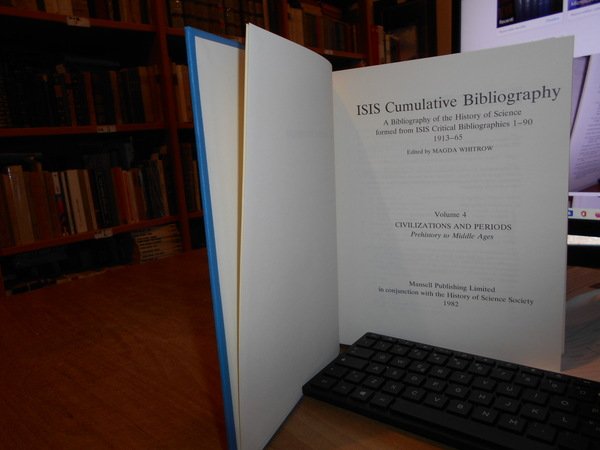 ISIS Cumulative Bibliography
A Bibliography of the History of Science
formed from ISIS Critical Bibliographies 1–90
1913–65
Edited by MAGDA WHITROW
Volume 4
CIVILIZATIONS AND PERIODS
Prehistory to Middle Ages
Mansell Publishing Limited
in conjunction with the History of Science Society
1982